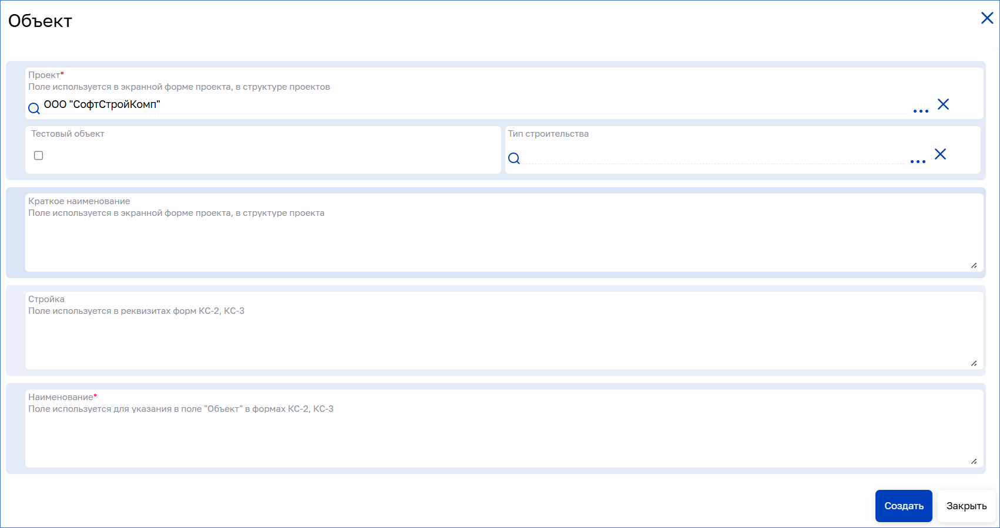 Объект
Проект*
Поле используется в экранной форме проекта, в структуре проектов
ООО "СофтСтройКомп"
Тестовый объект
Тип строительства
Краткое наименование
Поле используется в экранной форме проекта, в структуре проекта
Стройка
Поле используется в реквизитах форм КС-2, КС-3
Наименование*
Поле используется для указания в поле "Объект" в формах КС-2, КС-3
Создать
Закрыть